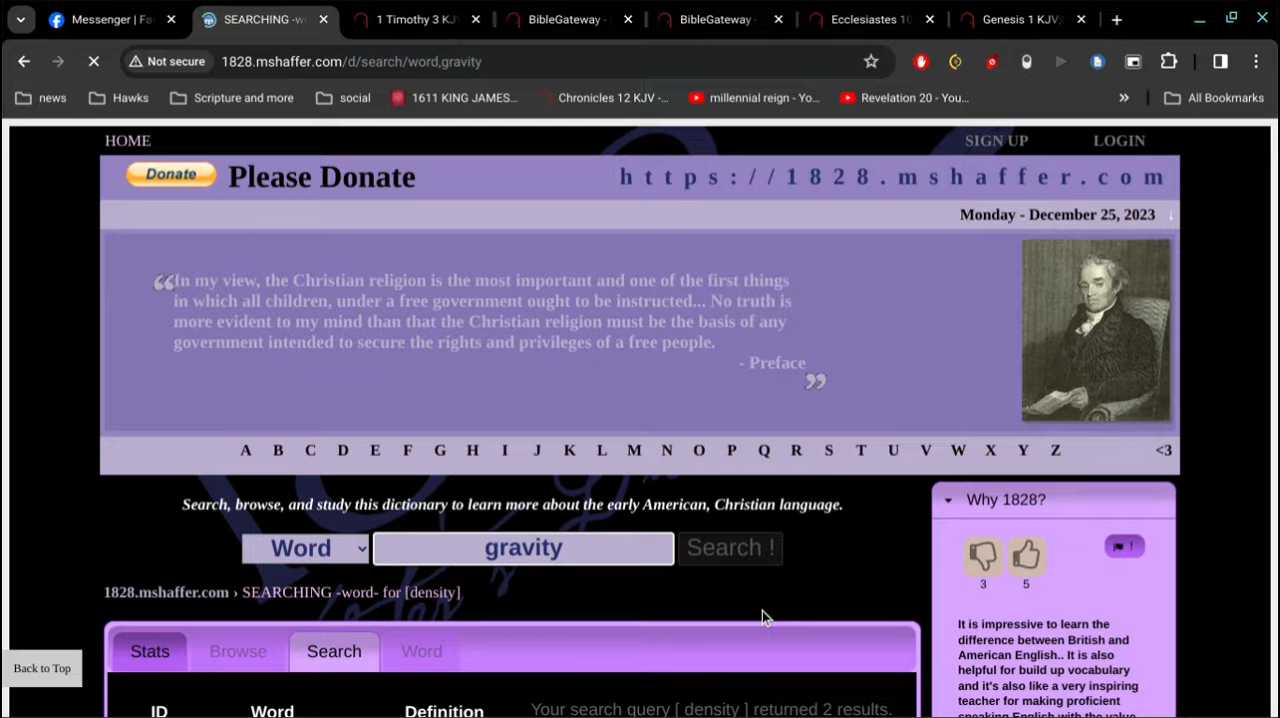 Messenger | Fa
SEARCHING -w
1 Timothy 3 KJ
BibleGateway -
BibleGateway -
Ecclesiastes 10
Genesis 1 KJV;
Not secure
1828.mshaffer.com/d/search/word,gravity
news
Hawks
Scripture and more
social
1611 KING JAMES...
Chronicles 12 KJV -...
millennial reign - Yo...
Revelation 20 - You...
All Bookmarks
HOME
SIGN UP
LOGIN
Donate
Please Donate
https://1828.mshaffer.com
Monday - December 25, 2023
“In my view, the Christian religion is the most important and one of the first things
in which all children, under a free government ought to be instructed... No truth is
more evident to my mind than that the Christian religion must be the basis of any
government intended to secure the rights and privileges of a free people.
- Preface
”
A B C D E F G H I J K L M N O P Q R S T U V W X Y Z <3
Search, browse, and study this dictionary to learn more about the early American, Christian language.
Word
gravity
Search !
1828.mshaffer.com › SEARCHING -word- for [density]
Stats
Browse
Search
Word
ID
Word
Definition
Your search query [ density ] returned 2 results.
Why 1828?
!
3
5
It is impressive to learn the
difference between British and
American English.. It is also
helpful for build up vocabulary
and it's also like a very inspiring
teacher for making proficient
speaking English with the value
Back to Top